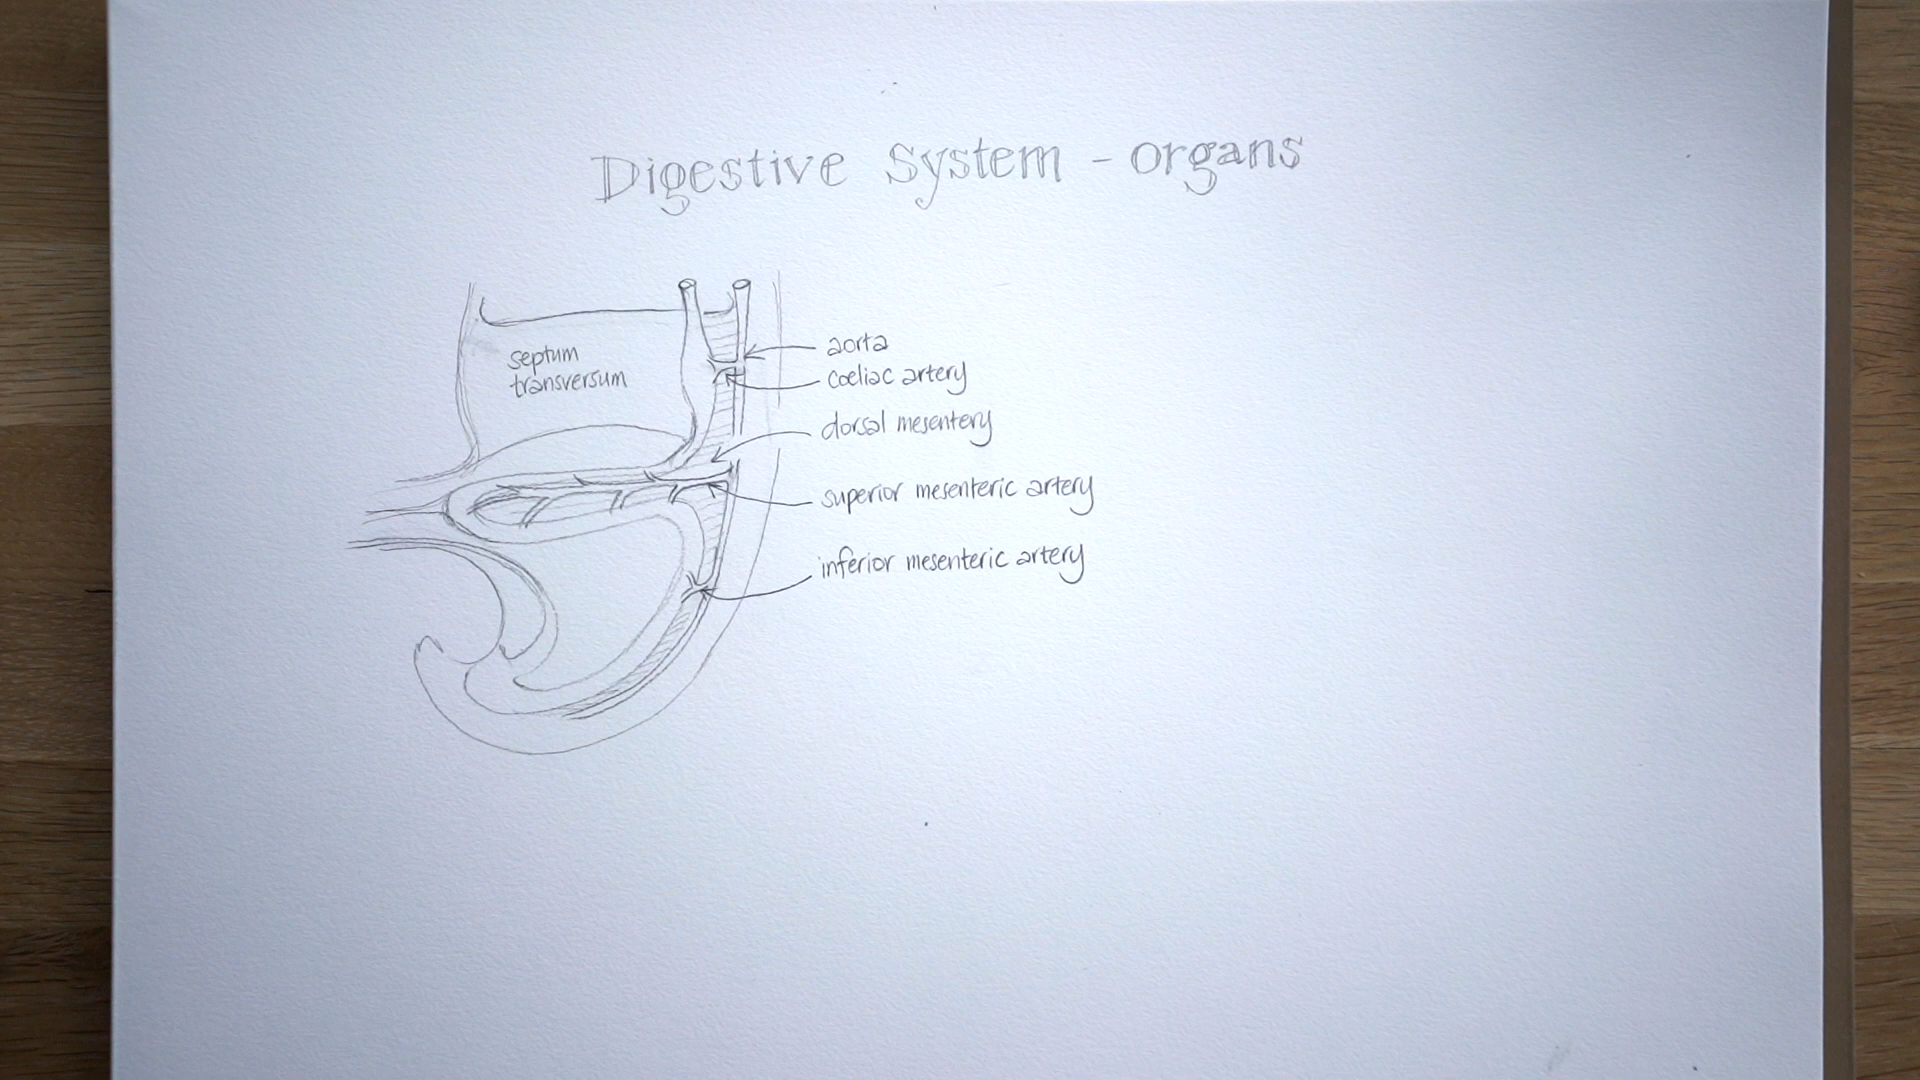 Digestive System - organs
septum
transversum
aorta
coeliac artery
dorsal mesentery
superior mesenteric artery
inferior mesenteric artery